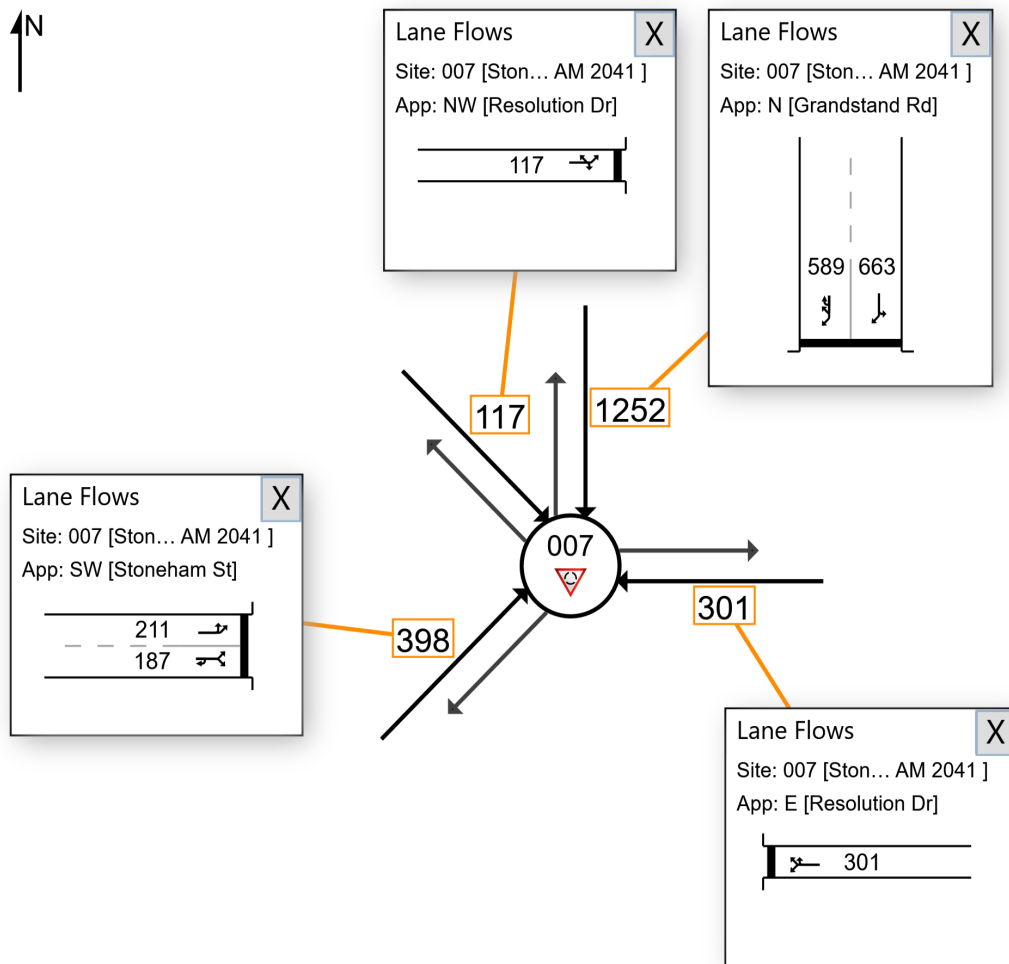 N
Lane Flows
X
Site: 007 [Ston... AM 2041 ]
App: NW [Resolution Dr]
117
Lane Flows
X
Site: 007 [Ston... AM 2041 ]
App: N [Grandstand Rd]
589 663
117
1252
Lane Flows
X
Site: 007 [Ston... AM 2041 ]
App: SW [Stoneham St]
211
187
007
398
301
Lane Flows
X
Site: 007 [Ston... AM 2041 ]
App: E [Resolution Dr]
301